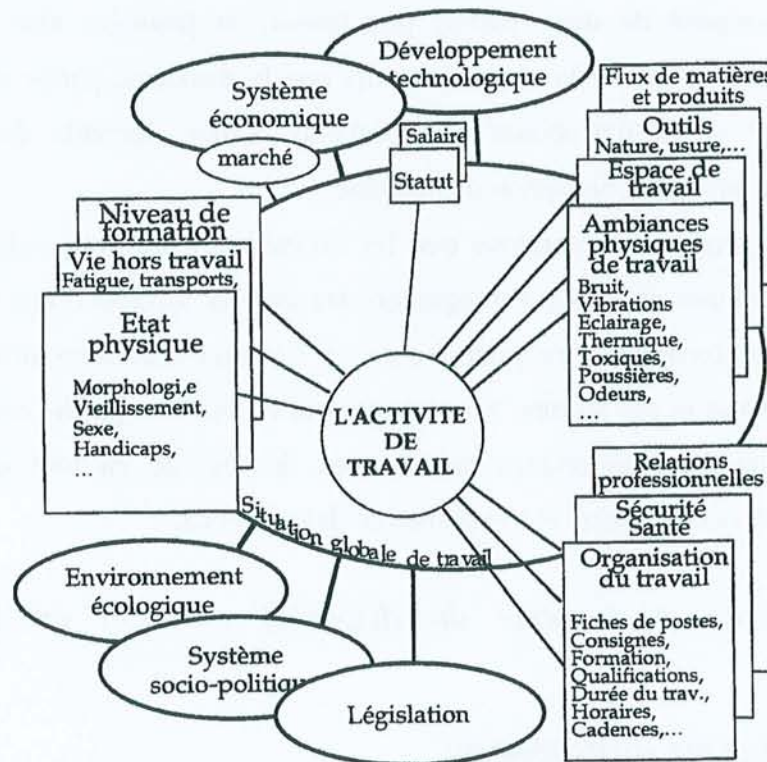 Développement
technologique
Système
économique
marché
Salaire
Statut
Flux de matières
et produits
Outils
Nature, usure,...
Espace de
travail
Ambiances
physiques
de travail
Bruit,
Vibrations
Eclairage,
Thermique,
Toxiques,
Poussières,
Odeurs,
...
Niveau de
formation
Vie hors travail
Fatigue, transports,
Etat
physique
Morphologi,e
Vieillissement,
Sexe,
Handicaps,
...
L'ACTIVITE
DE
TRAVAIL
Situation globale de travail
Relations
professionnelles
Sécurité
Santé
Organisation
du travail
Fiches de postes,
Consignes,
Formation,
Qualifications,
Durée du trav.,
Horaires,
Cadences,...
Environnement
écologique
Système
socio-politiqu
Législation